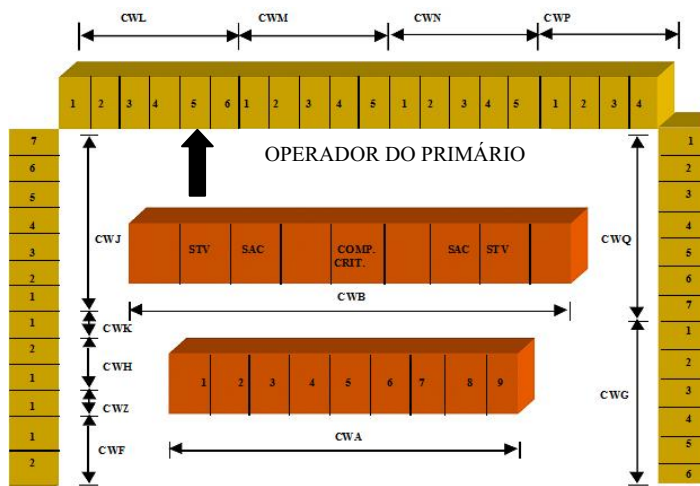 CWL CWM CWN CWP
1 2 3 4 5 6 1 2 3 4 5 1 2 3 4 5 1 2 3 4
OPERADOR DO PRIMÁRIO
7
6
5
4
3
2
1
1
2
1
1
1
2
CWJ
CWK
CWH
CWZ
CWF
STV SAC COMP. SAC STV
CRIT.
CWB
1 2 3 4 5 6 7 8 9
CWA
CWQ
CWG
1
2
3
4
5
6
7
1
2
3
4
5
6